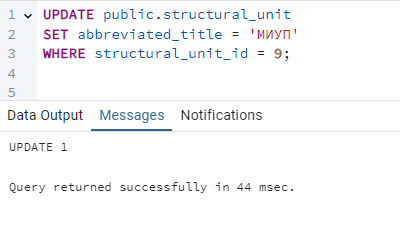 1 UPDATE public.structural_unit
2 SET abbreviated_title = 'МИУП'
3 WHERE structural_unit_id = 9;
4
5
Data Output Messages Notifications
UPDATE 1
Query returned successfully in 44 msec.